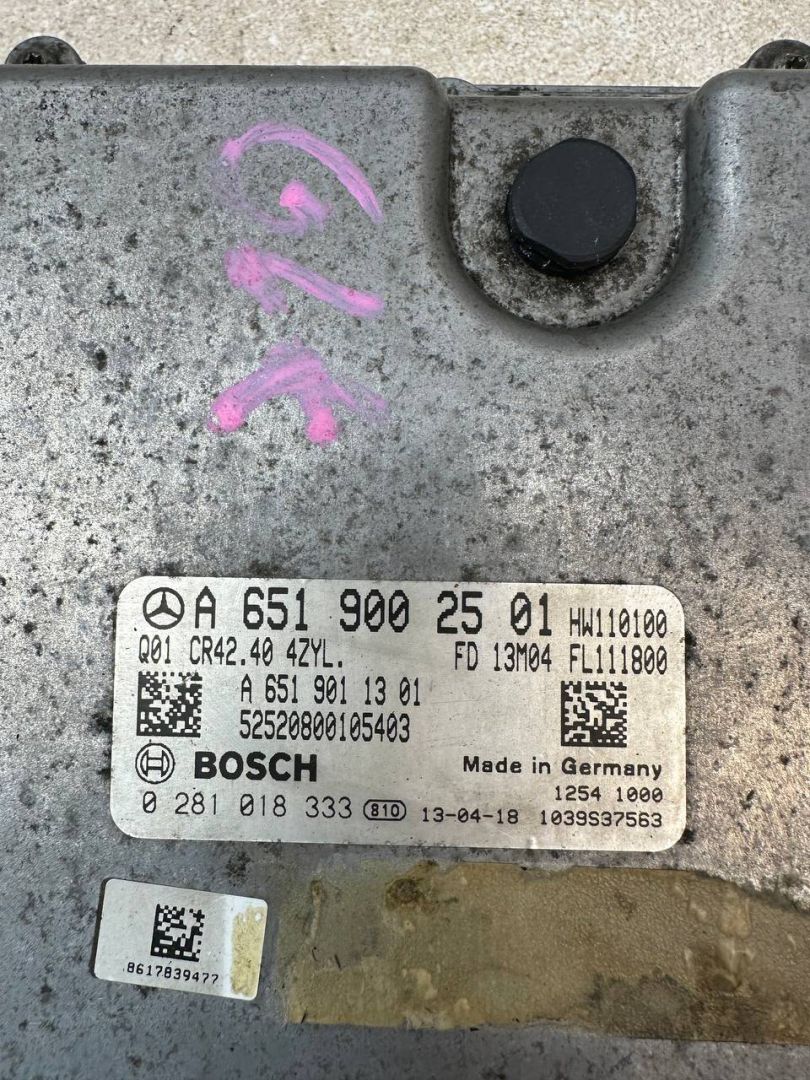 GLK
A 651 900 25 01 HW110100
Q01 CR42.40 4ZYL. FD 13M04 FL111800
A 651 901 13 01
52520800105403
BOSCH Made in Germany
1254 1000
0 281 018 333 810 13-04-18 1039S37563
8617839477